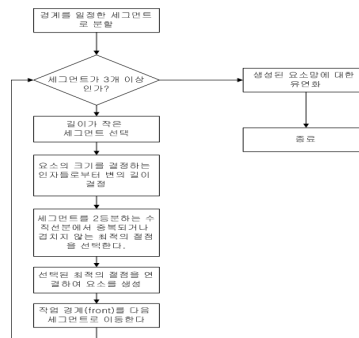 경계를 일정한 세그먼트
로 분할
세그먼트가 3개 이상
인가?
생성된 요소망에 대한
유연화
종료
길이가 작은
세그먼트 선택
요소의 크기를 결정하는
인자들로부터 변의 길이
결정
세그먼트를 2등분하는 수
직선분에서 중복되거나
겹치지 않는 최적의 절점
을 선택한다.
선택된 최적의 절점을 연
결하여 요소를 생성
작업 경계(front)를 다음
세그먼트로 이동한다